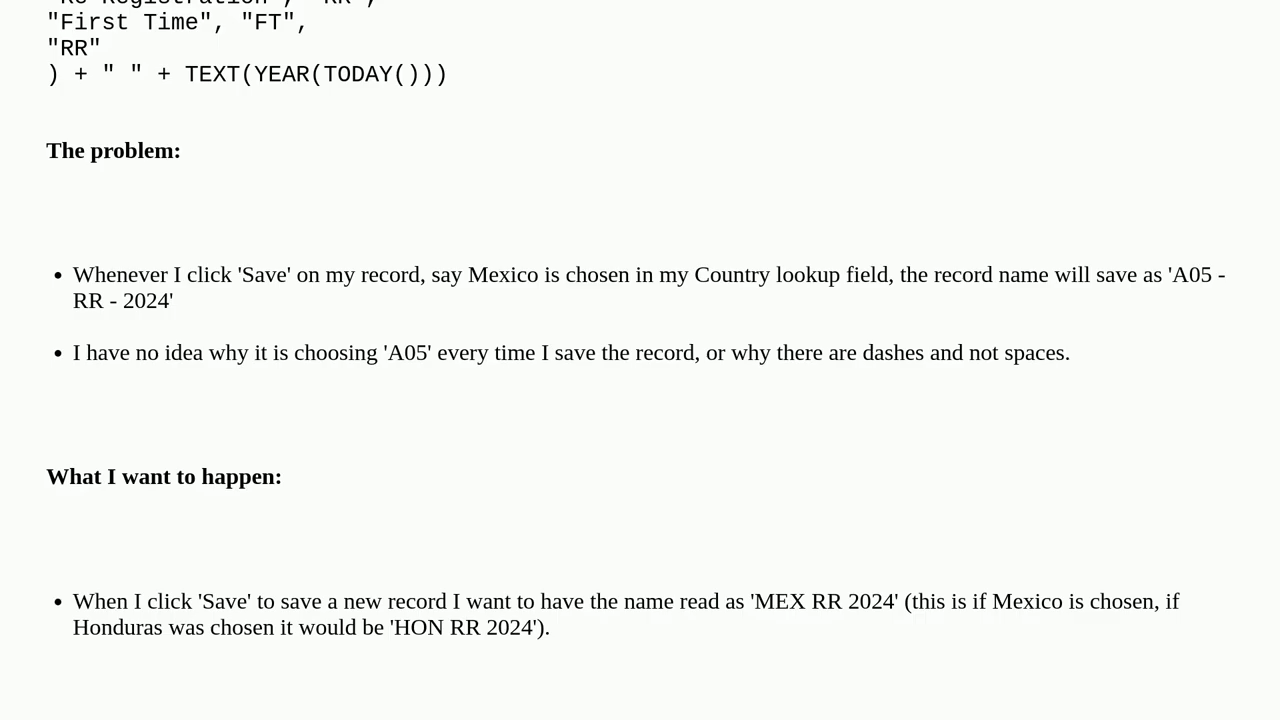 "Re-Registration", "RR",
"First Time", "FT",
"RR"
) + " " + TEXT(YEAR(TODAY()))
The problem:
• Whenever I click 'Save' on my record, say Mexico is chosen in my Country lookup field, the record name will save as 'A05 -
RR - 2024'
• I have no idea why it is choosing 'A05' every time I save the record, or why there are dashes and not spaces.
What I want to happen:
• When I click 'Save' to save a new record I want to have the name read as 'MEX RR 2024' (this is if Mexico is chosen, if
Honduras was chosen it would be 'HON RR 2024').